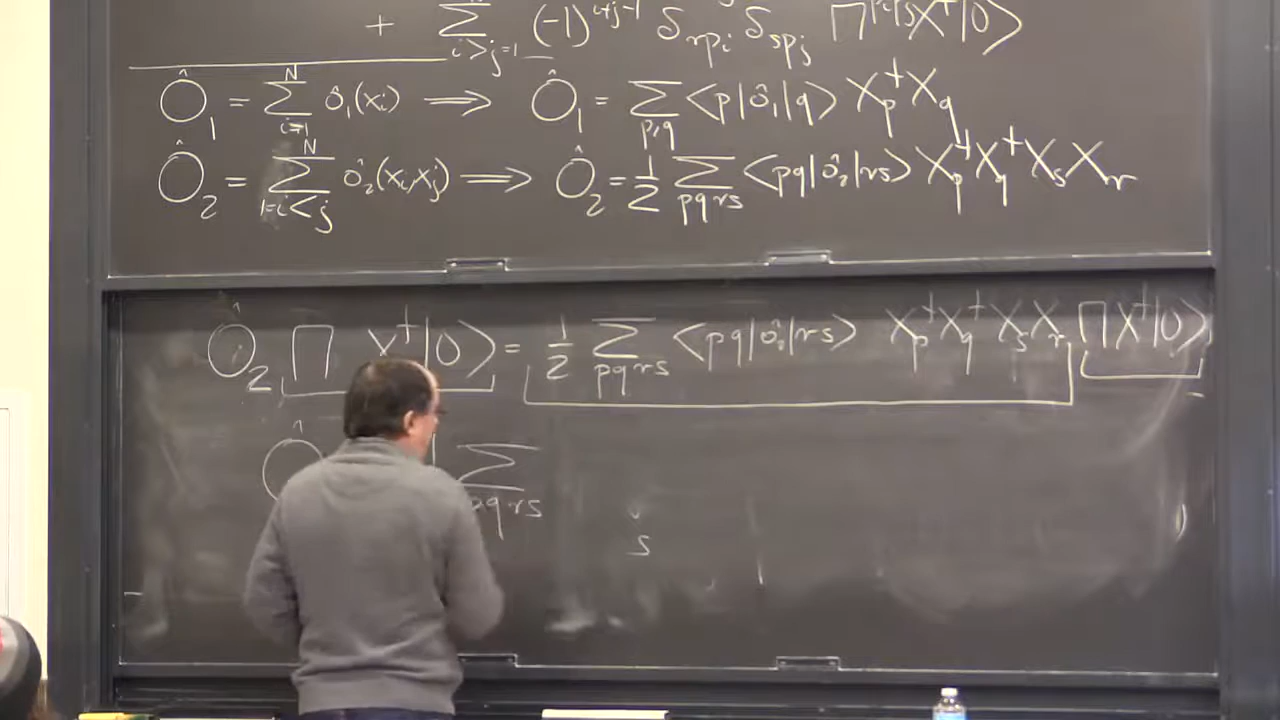 + Σ_{i>j=1} (-1)^{i+j-1} δ_{rp_i} δ_{sp_j} Π X^†|0>
Ô_1 = Σ_{i=1}^{N} ô_1(x_i) ⟹ Ô_1 = Σ_{p,q} <p|ô_1|q> X_p^† X_q
Ô_2 = Σ_{1=i<j}^{N} ô_2(x_i,x_j) ⟹ Ô_2 = 1/2 Σ_{pqrs} <pq|ô_2|rs> X_p^† X_q^† X_s X_r
Ô_2 Π X^†|0> = 1/2 Σ_{pqrs} <pq|ô_2|rs> X_p^† X_q^† X_s X_r Π X^†|0>
Ô Σ_{pqrs}
s